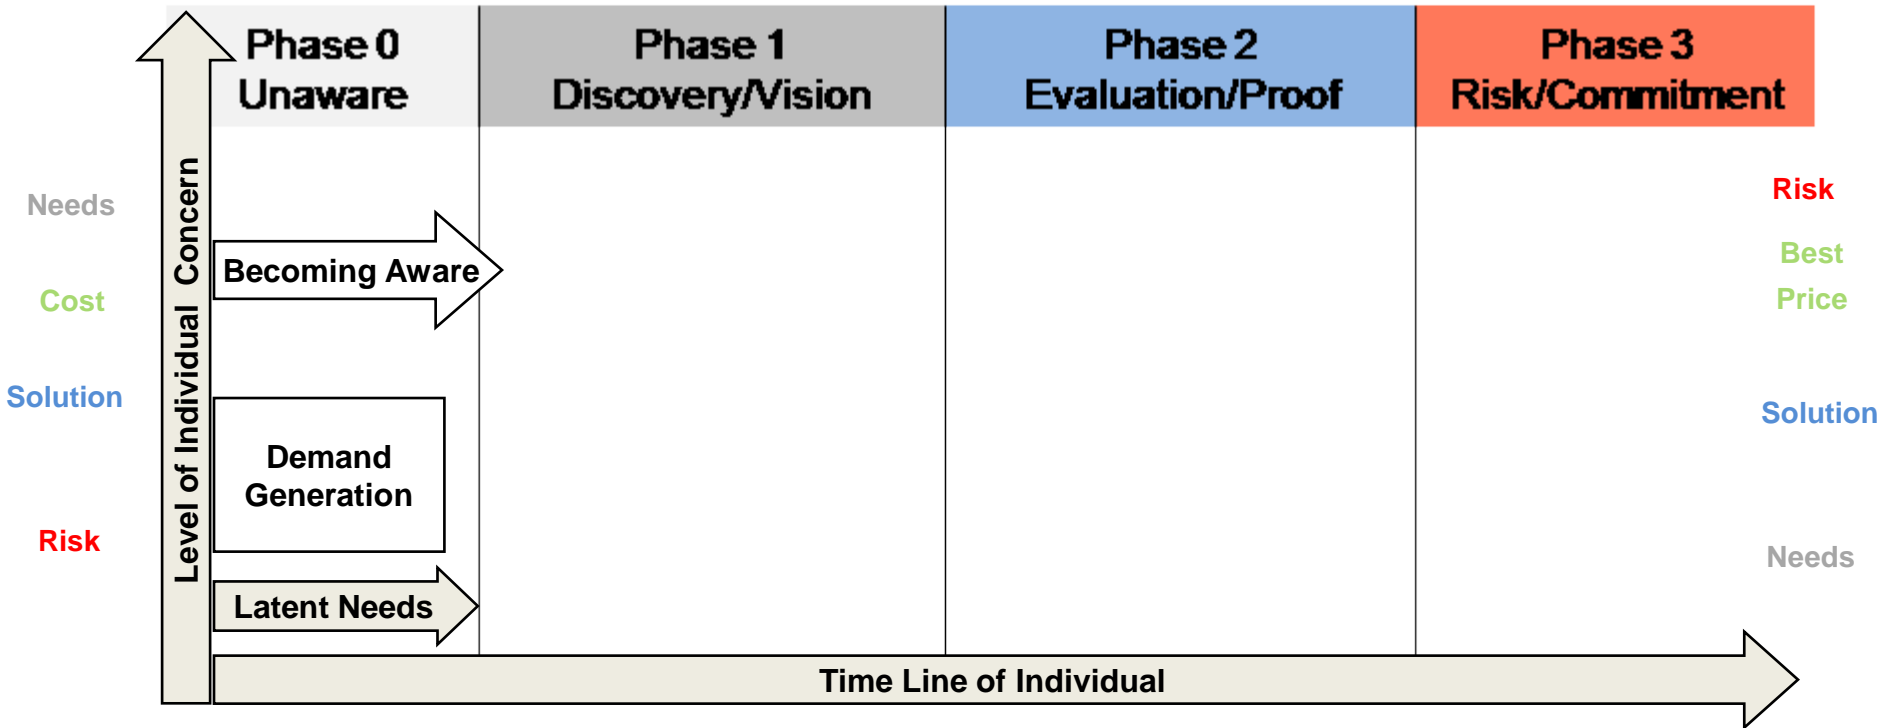 Phase 0
Unaware
Phase 1
Discovery/Vision
Phase 2
Evaluation/Proof
Phase 3
Risk/Commitment
Needs
Cost
Solution
Risk
Level of Individual Concern
Becoming Aware
Demand
Generation
Latent Needs
Risk
Best
Price
Solution
Needs
Time Line of Individual